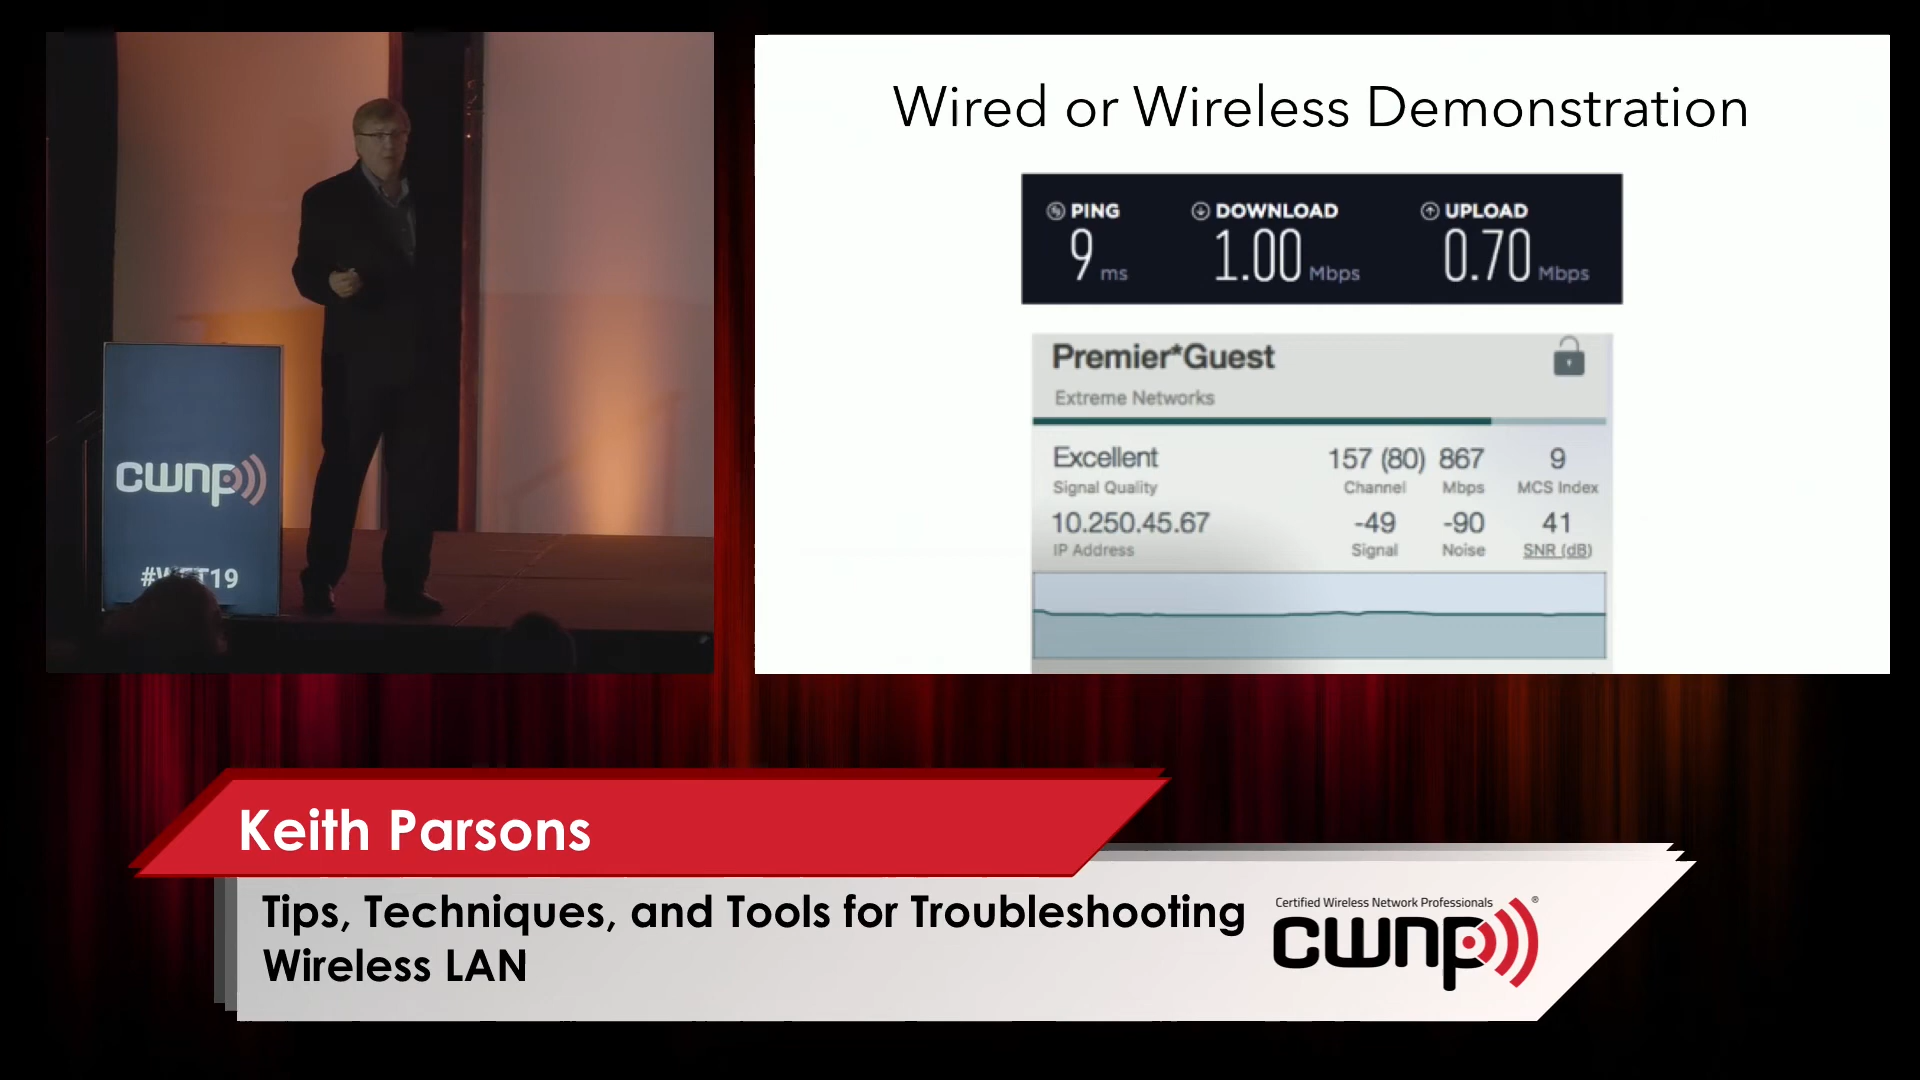 Wired or Wireless Demonstration
PING DOWNLOAD UPLOAD
9 ms 1.00 Mbps 0.70 Mbps
Premier*Guest
Extreme Networks
Excellent 157 (80) 867 9
Signal Quality Channel Mbps MCS Index
10.250.45.67 -49 -90 41
IP Address Signal Noise SNR (dB)
cwnp
19
Keith Parsons
Tips, Techniques, and Tools for Troubleshooting
Wireless LAN
Certified Wireless Network Professionals ®
cwnp